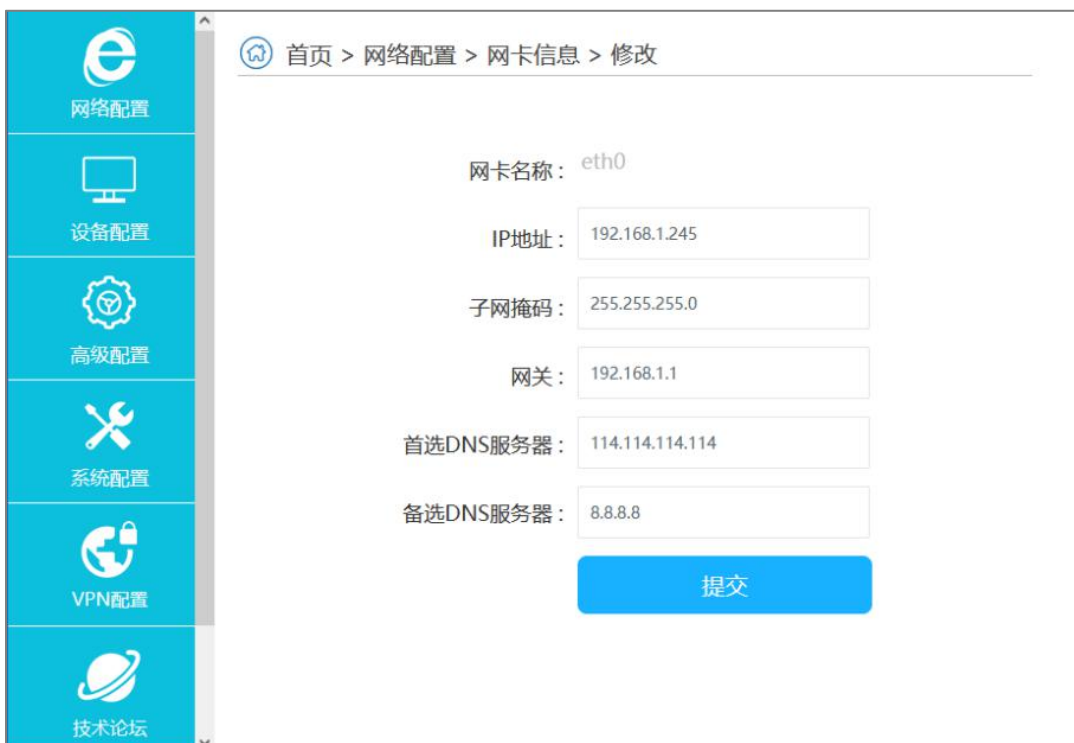 首页 > 网络配置 > 网卡信息 > 修改
网络配置
设备配置
高级配置
系统配置
VPN配置
技术论坛
网卡名称： eth0
IP地址： 192.168.1.245
子网掩码： 255.255.255.0
网关： 192.168.1.1
首选DNS服务器： 114.114.114.114
备选DNS服务器： 8.8.8.8
提交